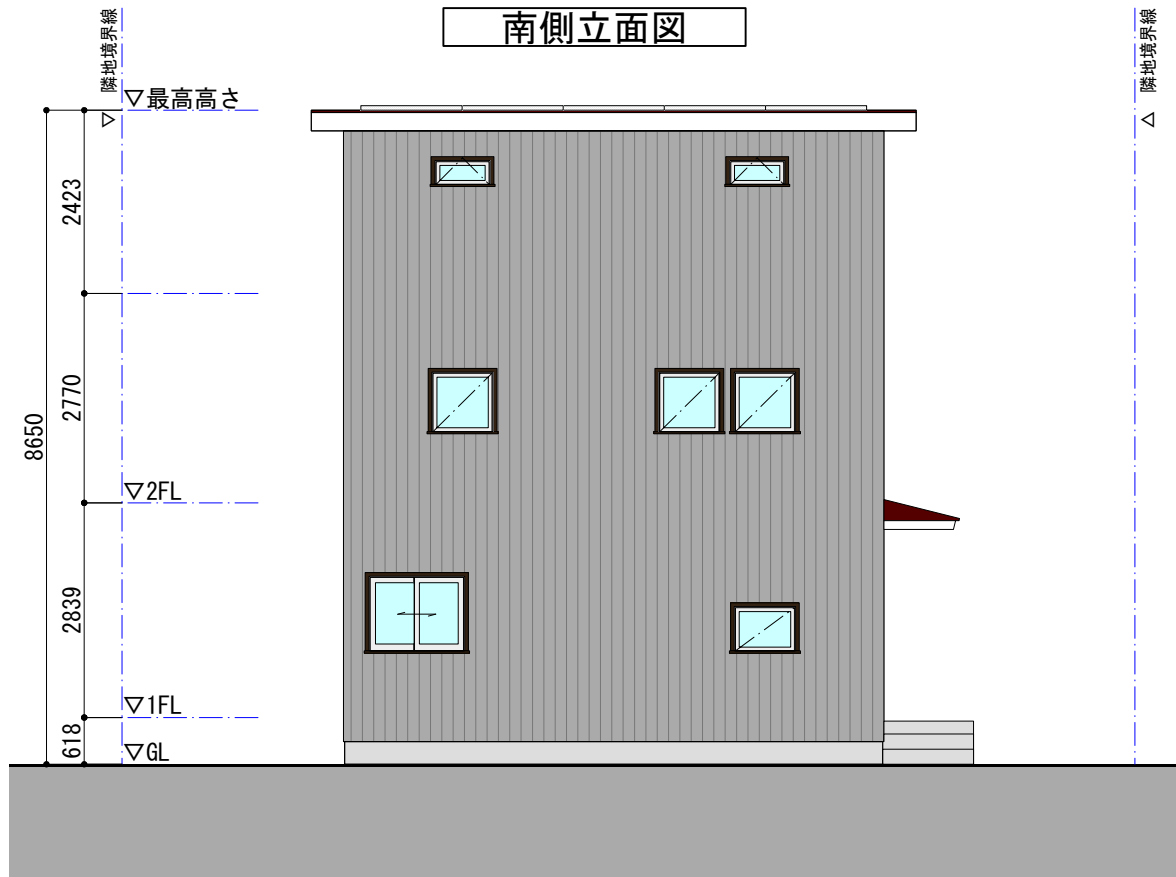 南側立面図
隣地境界線
▽
隣地境界線
▽
▽最高高さ
2423
2770
8650
▽2FL
2839
▽1FL
618
▽GL